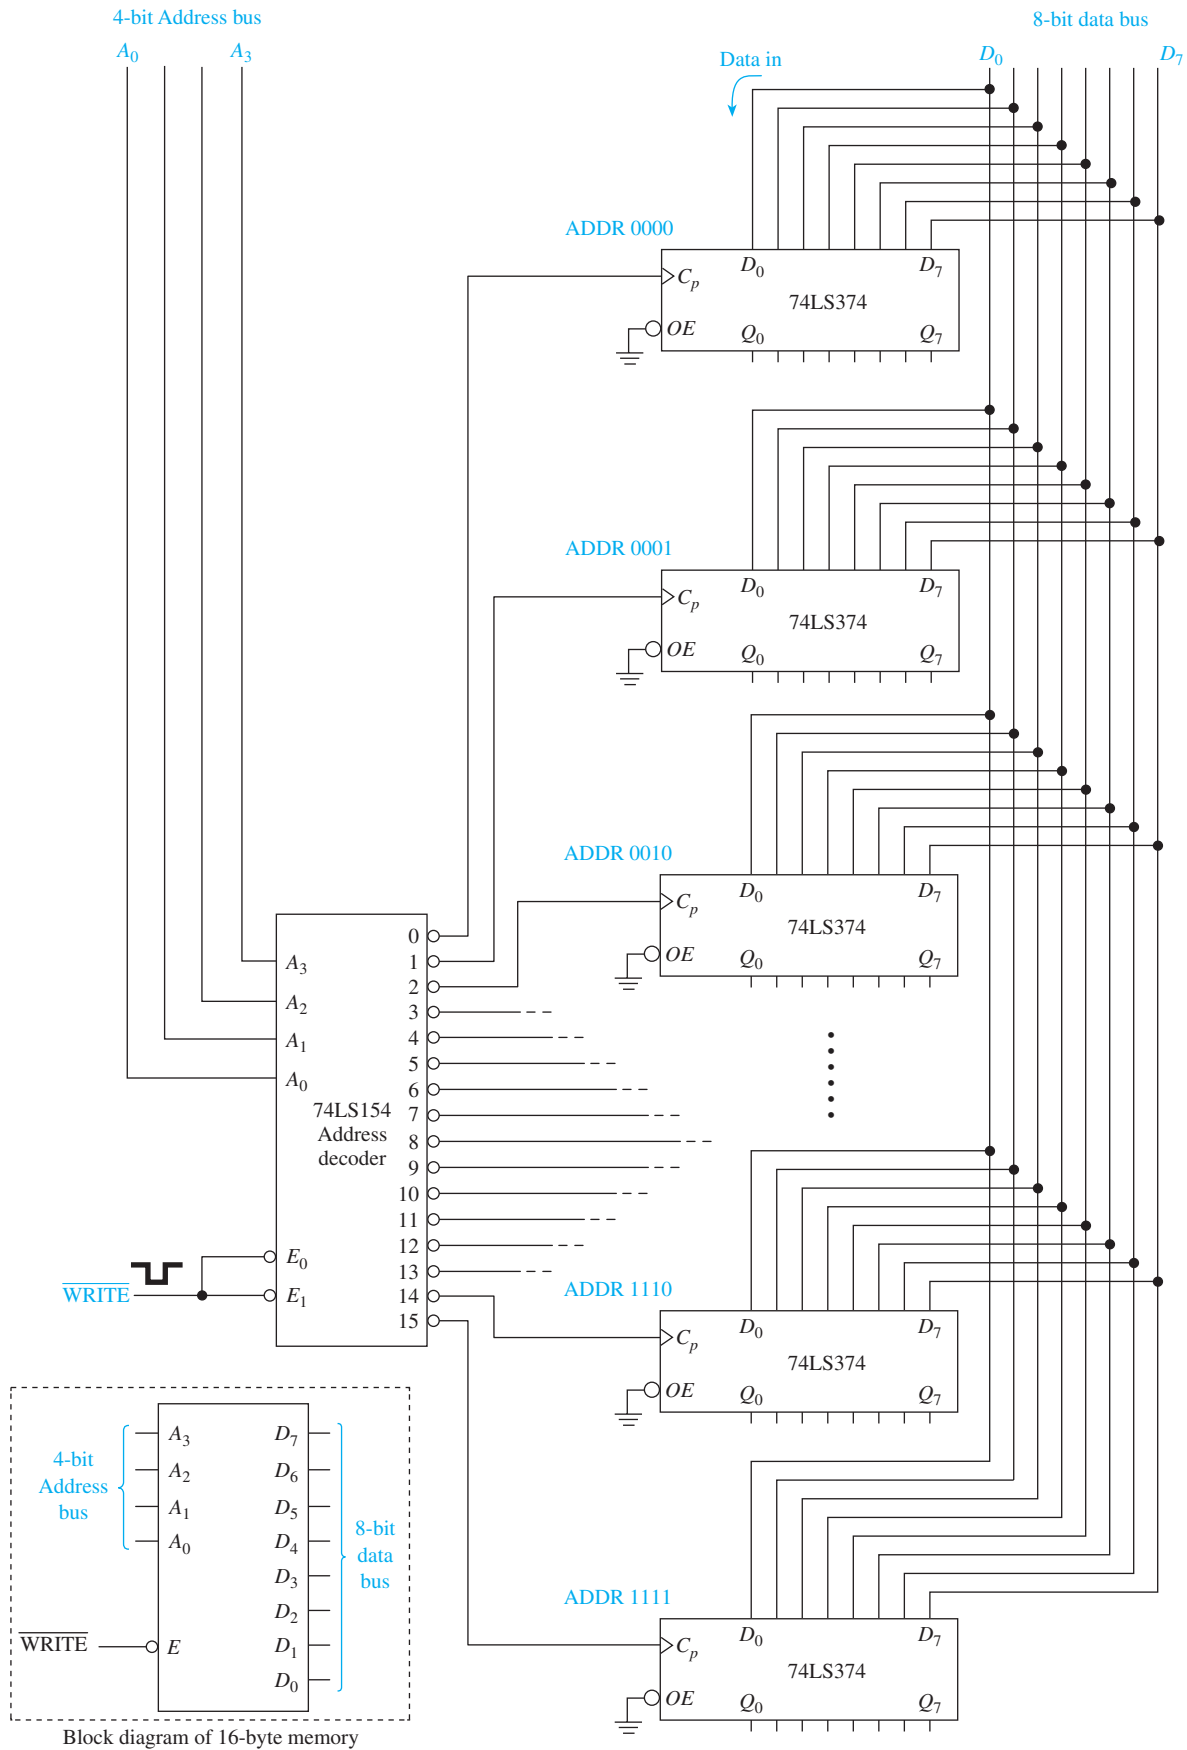 4-bit Address bus
8-bit data bus
A0
A3
Data in
D0
D7
ADDR 0000
Cp
D0
D7
74LS374
OE
Q0
Q7
ADDR 0001
Cp
D0
D7
74LS374
OE
Q0
Q7
ADDR 0010
Cp
D0
D7
74LS374
OE
Q0
Q7
A3
A2
A1
A0
74LS154
Address
decoder
E0
E1
WRITE
0
1
2
3
4
5
6
7
8
9
10
11
12
13
14
15
ADDR 1110
Cp
D0
D7
74LS374
OE
Q0
Q7
ADDR 1111
Cp
D0
D7
74LS374
OE
Q0
Q7
4-bit
Address
bus
A3
A2
A1
A0
WRITE
E
D7
D6
D5
D4
D3
D2
D1
D0
8-bit
data
bus
Block diagram of 16-byte memory